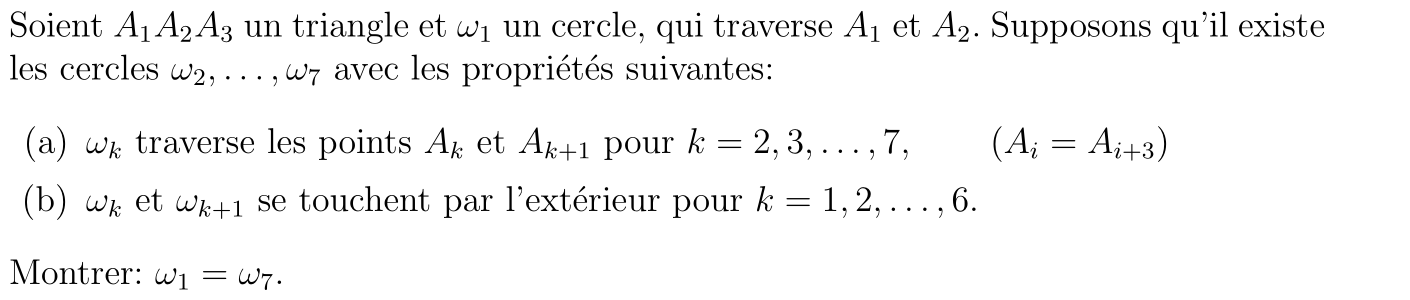 Soient $A_1A_2A_3$ un triangle et $\omega_1$ un cercle, qui traverse $A_1$ et $A_2$. Supposons qu'il existe
les cercles $\omega_2, \ldots, \omega_7$ avec les propriétés suivantes:
(a) $\omega_k$ traverse les points $A_k$ et $A_{k+1}$ pour $k = 2, 3, \ldots, 7$, $(A_i = A_{i+3})$
(b) $\omega_k$ et $\omega_{k+1}$ se touchent par l'extérieur pour $k = 1, 2, \ldots, 6$.
Montrer: $\omega_1 = \omega_7$.